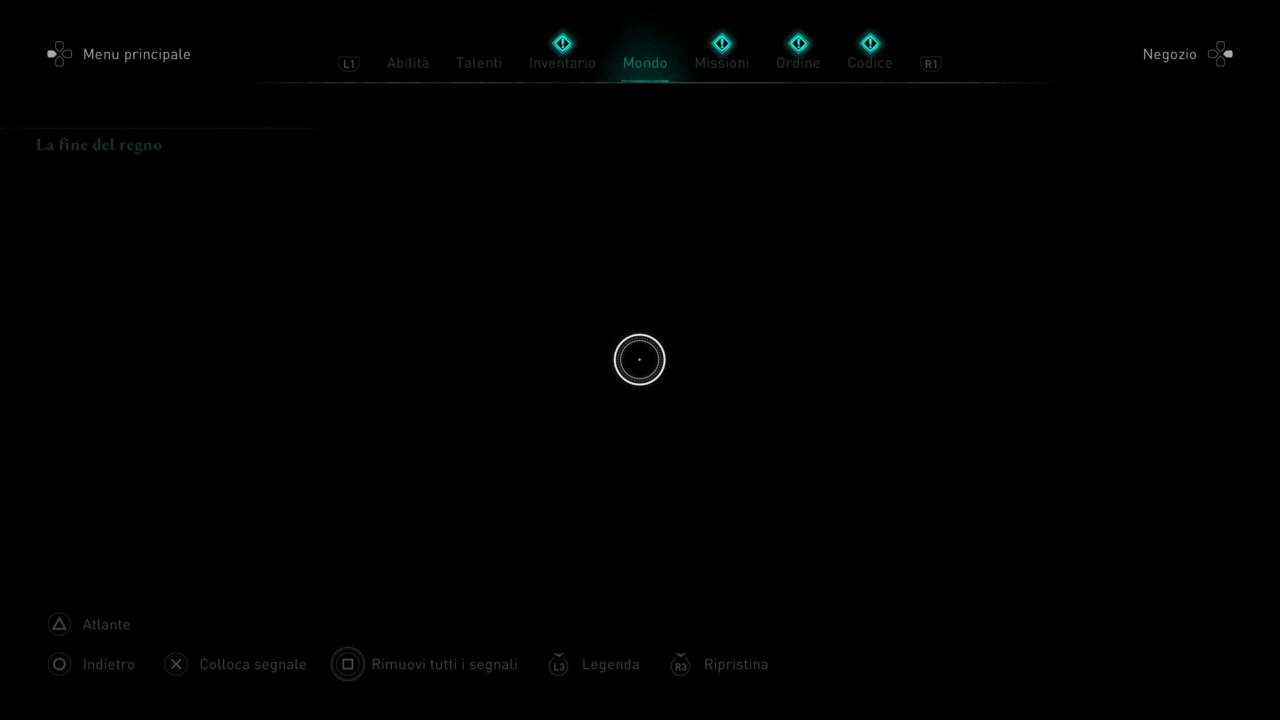 Menu principale
L1 Abilità Talenti Inventario Mondo Missioni Ordine Codice R1
Negozio
La fine del regno
Atlante
Indietro Colloca segnale Rimuovi tutti i segnali L3 Legenda R3 Ripristina